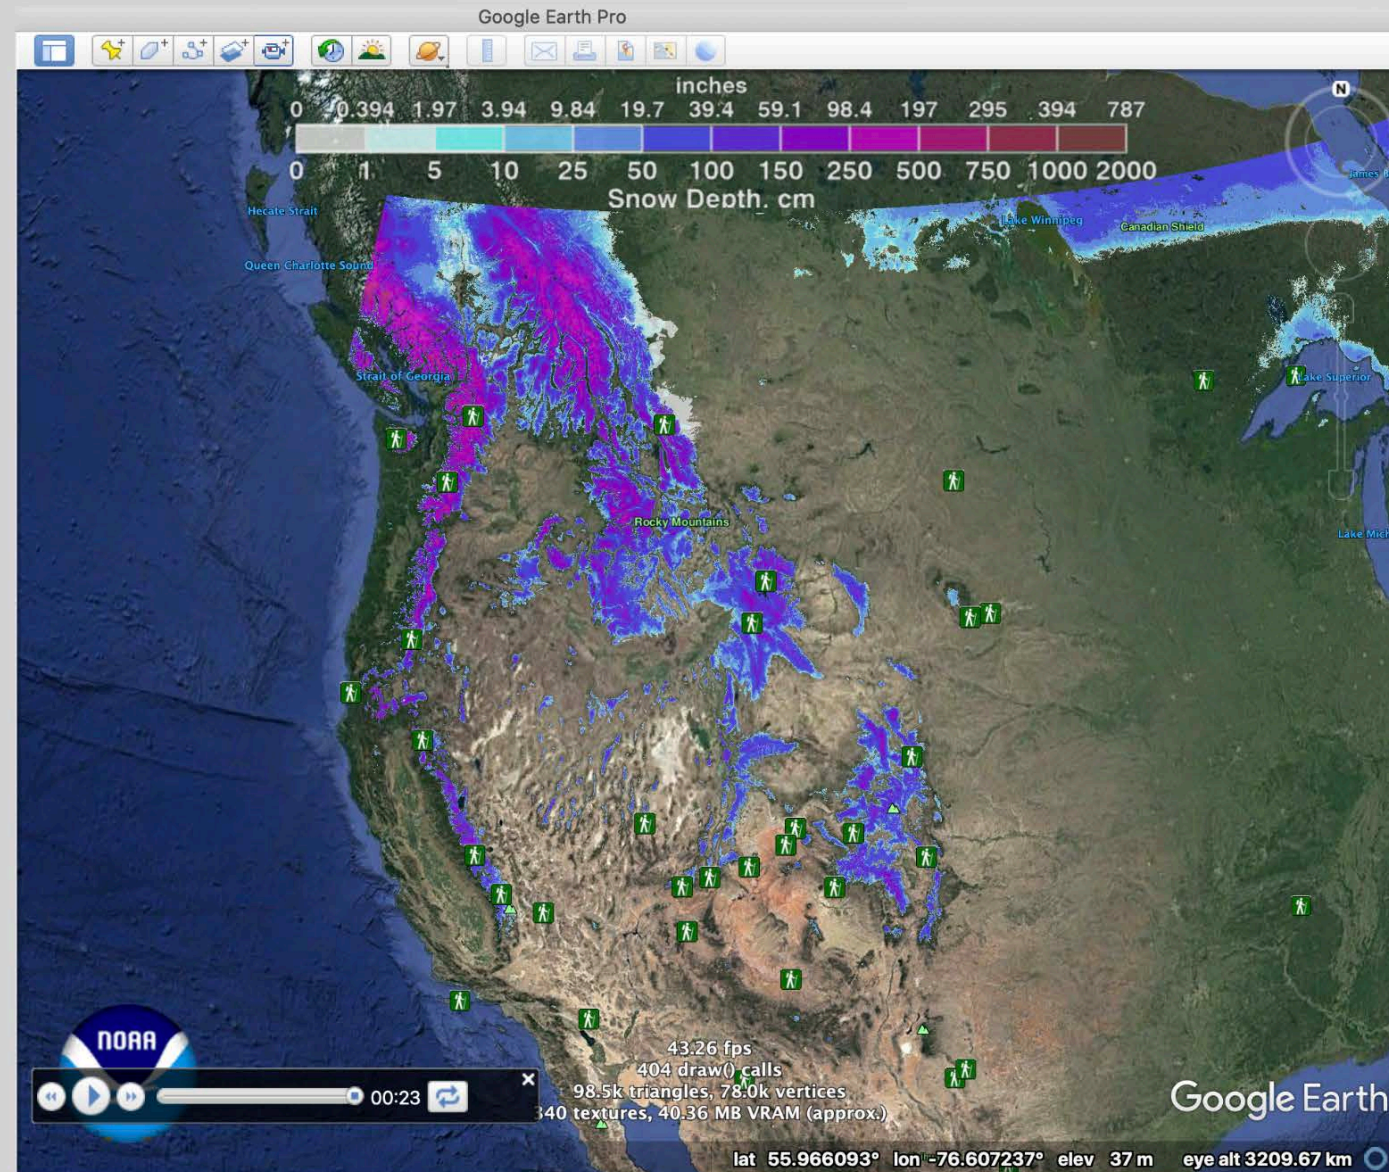 Google Earth Pro
inches
0 0.394 1.97 3.94 9.84 19.7 39.4 59.1 98.4 197 295 394 787
0 1 5 10 25 50 100 150 250 500 750 1000 2000
Snow Depth, cm
N
James
Hecate Strait
Lake Winnipeg
Canadian Shield
Queen Charlotte Sound
Strait of Georgia
Lake Superior
Rocky Mountains
Lake Mich
NOAA
43.26 fps
404 draw() calls
98.5k triangles, 78.0k vertices
340 textures, 40.36 MB VRAM (approx.)
00:23
Google Earth
lat 55.966093° lon -76.607237° elev 37 m eye alt 3209.67 km